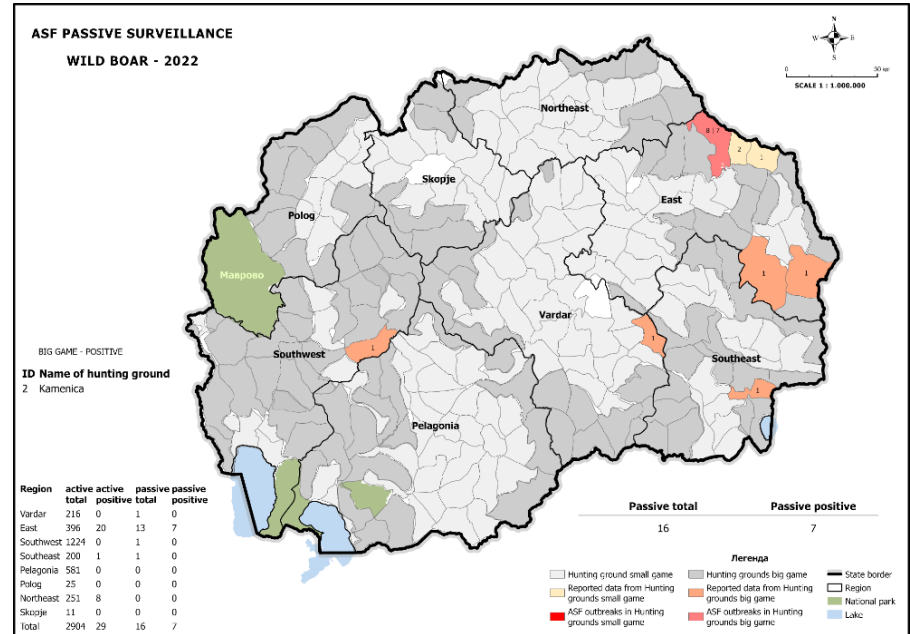 ASF PASSIVE SURVEILLANCE
WILD BOAR - 2022
N
W
E
S
0 30 км
SCALE 1 : 1.000.000
Northeast
8 | 7
2
1
2
Skopje
East
Polog
Маврово
1
1
Vardar
1
BIG GAME - POSITIVE
Southwest
1
Southeast
ID Name of hunting ground
2 Kamenica
1
Pelagonia
Region active total active positive passive total passive positive
Vardar 216 0 1 0
East 396 20 13 7
Southwest 1224 0 1 0
Southeast 200 1 1 0
Pelagonia 581 0 0 0
Polog 25 0 0 0
Northeast 251 8 0 0
Skopje 11 0 0 0
Total 2904 29 16 7
Passive total Passive positive
16 7
Легенда
Hunting ground small game
Reported data from Hunting
grounds small game
ASF outbreaks in Hunting
grounds small game
Hunting grounds big game
Reported data from Hunting
grounds big game
ASF outbreaks in Hunting
grounds big game
State border
Region
National park
Lake